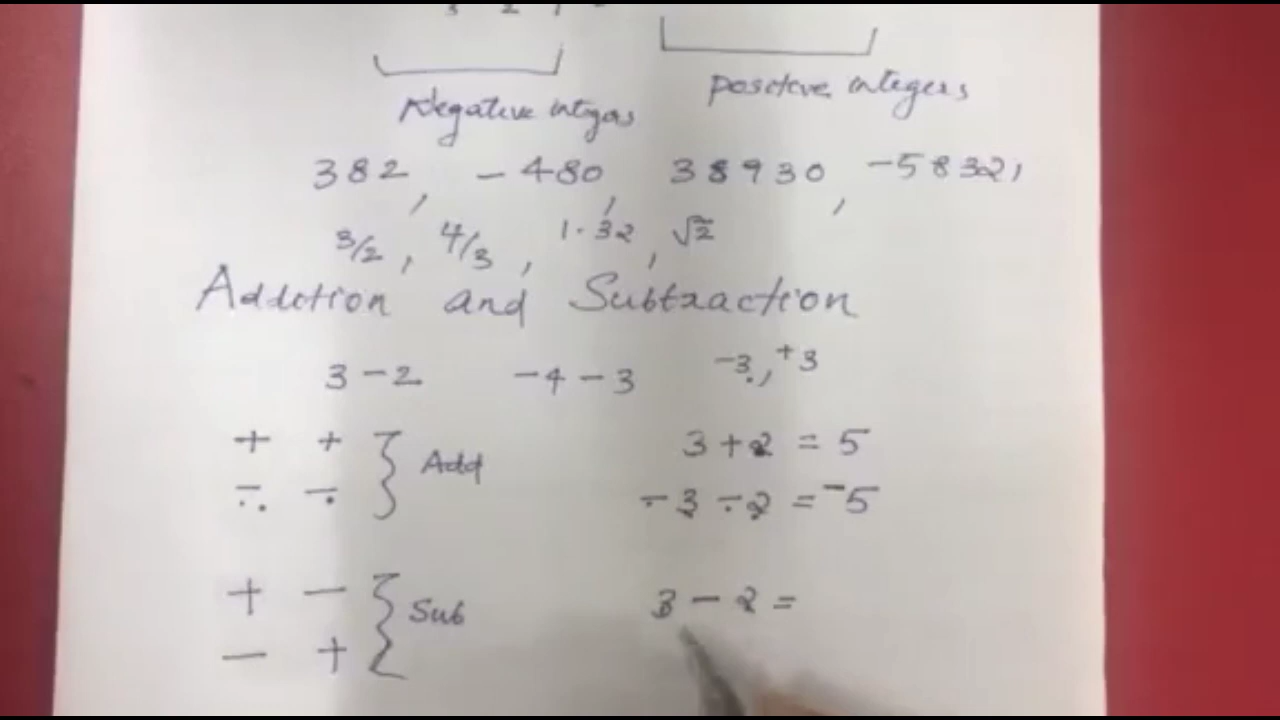 Negative integers positive integers
382, -480, 38930, -58321
3/2, 4/3, 1.32, √2
Addition and Subtraction
3-2 -4-3 -3, +3
+ + } Add 3+2 = 5
- - -3 -2 = -5
+ - } Sub 3-2 =
- +